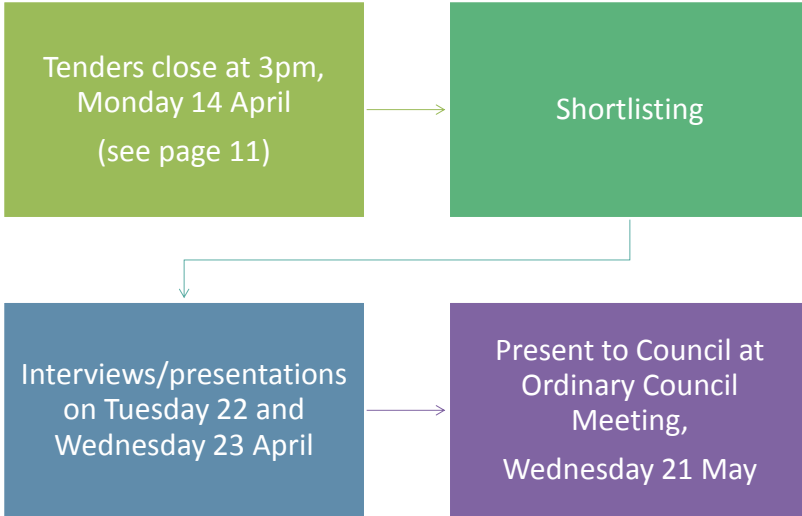 Tenders close at 3pm,
Monday 14 April
(see page 11)
Shortlisting
Interviews/presentations
on Tuesday 22 and
Wednesday 23 April
Present to Council at
Ordinary Council
Meeting,
Wednesday 21 May